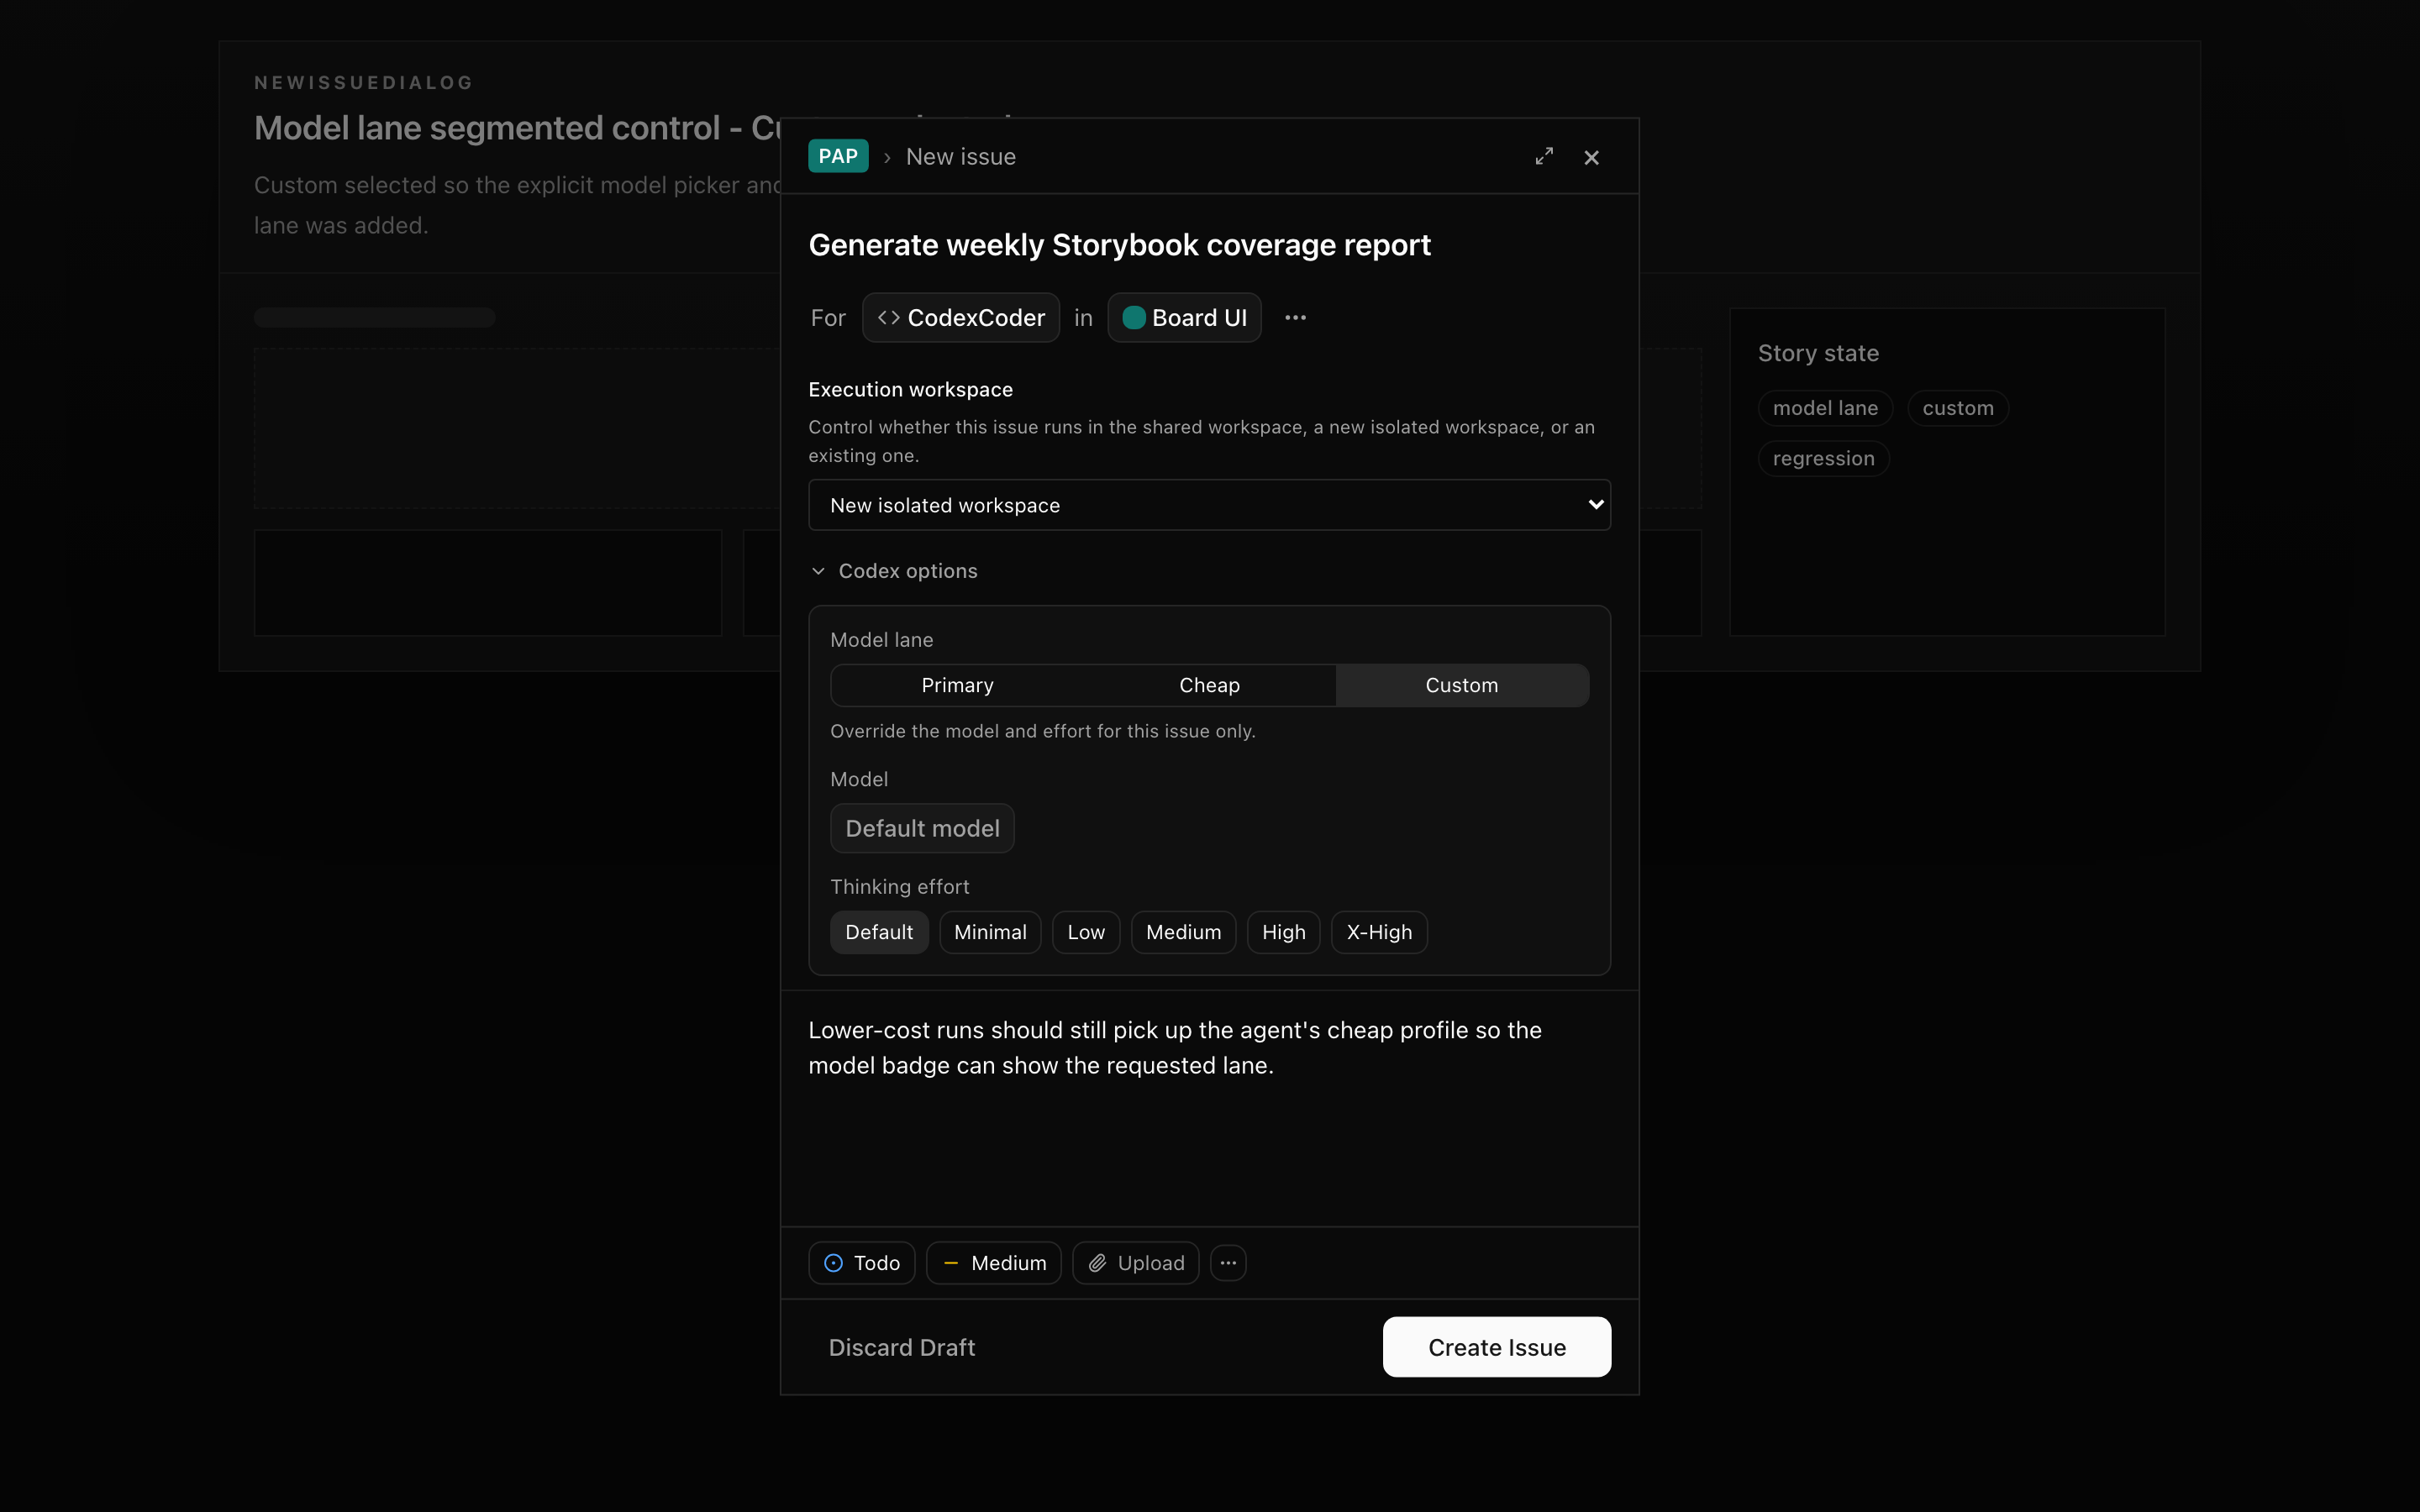 NEWISSUEDIALOG
Model lane segmented control - Cu
Custom selected so the explicit model picker and
lane was added.
Story state
model lane custom
regression
PAP › New issue
Generate weekly Storybook coverage report
For CodexCoder in Board UI
Execution workspace
Control whether this issue runs in the shared workspace, a new isolated workspace, or an
existing one.
New isolated workspace
Codex options
Model lane
Primary Cheap Custom
Override the model and effort for this issue only.
Model
Default model
Thinking effort
Default Minimal Low Medium High X-High
Lower-cost runs should still pick up the agent's cheap profile so the
model badge can show the requested lane.
Todo Medium Upload
Discard Draft Create Issue